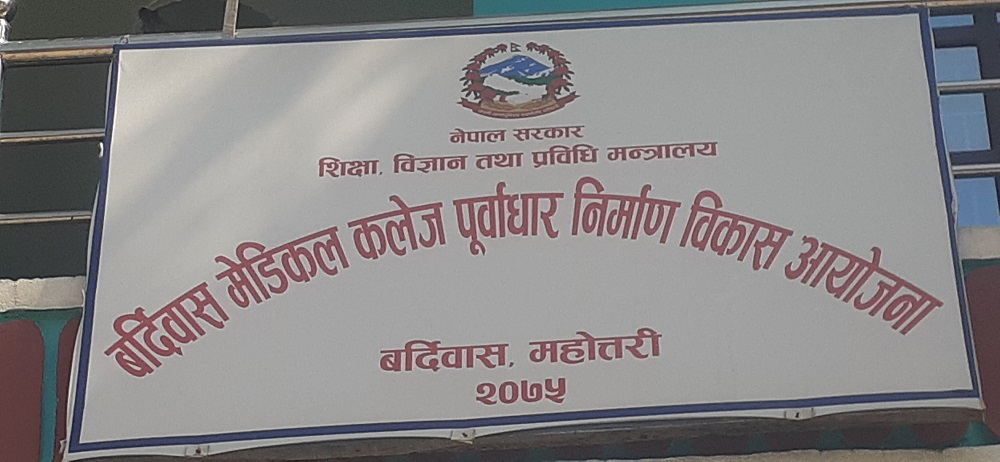 नेपाल सरकार
शिक्षा, विज्ञान तथा प्रविधि मन्त्रालय
बर्दिवास मेडिकल कलेज पूर्वाधार निर्माण विकास आयोजना
बर्दिवास, महोत्तरी
२०७५